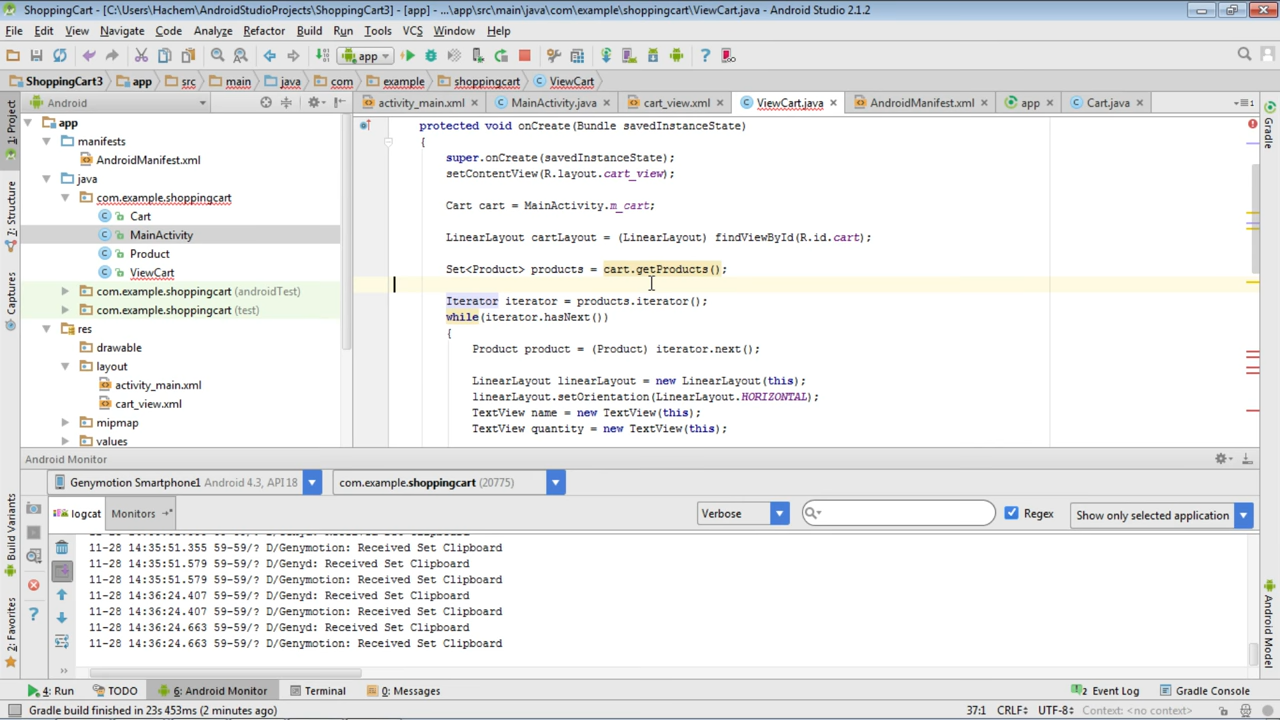 ShoppingCart - [C:\Users\Hachem\AndroidStudioProjects\ShoppingCart3] - [app] - ...\app\src\main\java\com\example\shoppingcart\ViewCart.java - Android Studio 2.1.2
File Edit View Navigate Code Analyze Refactor Build Run Tools VCS Window Help
app
ShoppingCart3 app src main java com example shoppingcart ViewCart
1: Project
Android
activity_main.xml MainActivity.java cart_view.xml ViewCart.java AndroidManifest.xml app Cart.java
Gradle
app
manifests
AndroidManifest.xml
java
com.example.shoppingcart
Cart
MainActivity
Product
ViewCart
com.example.shoppingcart (androidTest)
com.example.shoppingcart (test)
res
drawable
layout
activity_main.xml
cart_view.xml
mipmap
values
7: Structure
Captures
protected void onCreate(Bundle savedInstanceState)
{
super.onCreate(savedInstanceState);
setContentView(R.layout.cart_view);
Cart cart = MainActivity.m_cart;
LinearLayout cartLayout = (LinearLayout) findViewById(R.id.cart);
Set<Product> products = cart.getProducts();
Iterator iterator = products.iterator();
while(iterator.hasNext())
{
Product product = (Product) iterator.next();
LinearLayout linearLayout = new LinearLayout(this);
linearLayout.setOrientation(LinearLayout.HORIZONTAL);
TextView name = new TextView(this);
TextView quantity = new TextView(this);
Android Monitor
Genymotion Smartphone1 Android 4.3, API 18 com.example.shoppingcart (20775)
logcat Monitors Verbose Regex Show only selected application
11-28 14:35:51.355 59-59/? D/Genymotion: Received Set Clipboard
11-28 14:35:51.579 59-59/? D/Genyd: Received Set Clipboard
11-28 14:35:51.579 59-59/? D/Genymotion: Received Set Clipboard
11-28 14:36:24.407 59-59/? D/Genyd: Received Set Clipboard
11-28 14:36:24.407 59-59/? D/Genymotion: Received Set Clipboard
11-28 14:36:24.663 59-59/? D/Genyd: Received Set Clipboard
11-28 14:36:24.663 59-59/? D/Genymotion: Received Set Clipboard
Build Variants
2: Favorites
Android Model
4: Run TODO 6: Android Monitor Terminal 0: Messages 2 Event Log Gradle Console
Gradle build finished in 23s 453ms (2 minutes ago) 37:1 CRLF UTF-8 Context: <no context>